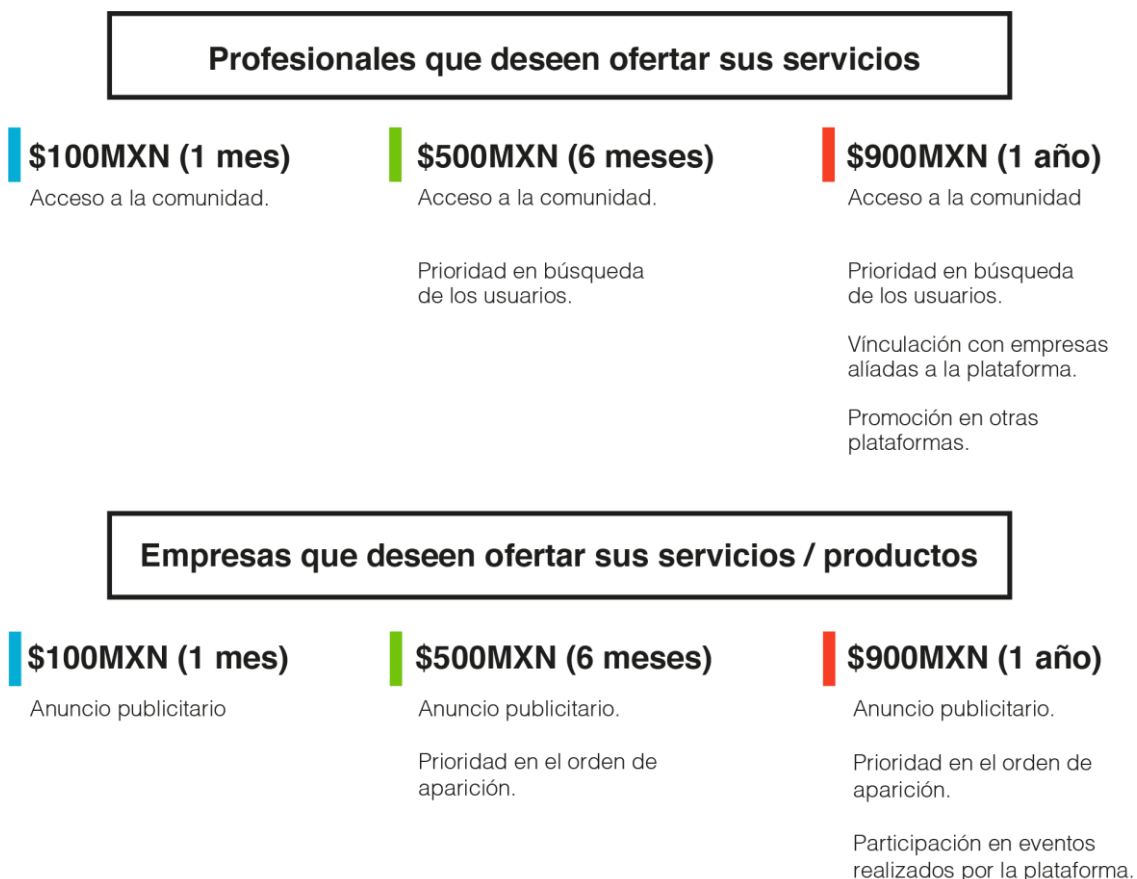 Profesionales que deseen ofertar sus servicios
$100MXN (1 mes)
Acceso a la comunidad.
$500MXN (6 meses)
Acceso a la comunidad.
Prioridad en búsqueda
de los usuarios.
$900MXN (1 año)
Acceso a la comunidad
Prioridad en búsqueda
de los usuarios.
Vínculación con empresas
alíadas a la plataforma.
Promoción en otras
plataformas.
Empresas que deseen ofertar sus servicios / productos
$100MXN (1 mes)
Anuncio publicitario
$500MXN (6 meses)
Anuncio publicitario.
Prioridad en el orden de
aparición.
$900MXN (1 año)
Anuncio publicitario.
Prioridad en el orden de
aparición.
Participación en eventos
realizados por la plataforma.